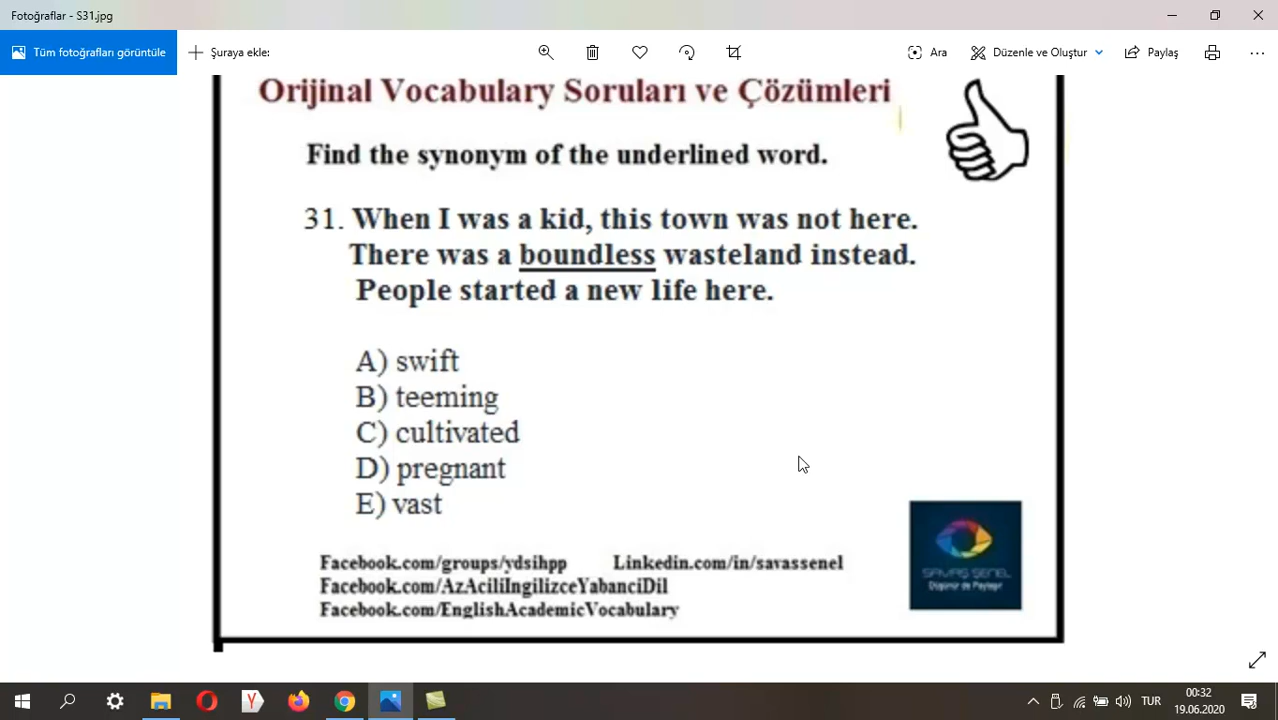 Fotoğraflar - S31.jpg
Tüm fotoğrafları görüntüle
Şuraya ekle:
Ara
Düzenle ve Oluştur
Paylaş
Orijinal Vocabulary Soruları ve Çözümleri
Find the synonym of the underlined word.
31. When I was a kid, this town was not here.
There was a boundless wasteland instead.
People started a new life here.
A) swift
B) teeming
C) cultivated
D) pregnant
E) vast
Facebook.com/groups/ydsihpp Linkedin.com/in/savassenel
Facebook.com/AzAciliIngilizceYabanciDil
Facebook.com/EnglishAcademicVocabulary
SAVAŞ ŞENEL
Düşünür de Paylaşır
TUR
00:32
19.06.2020